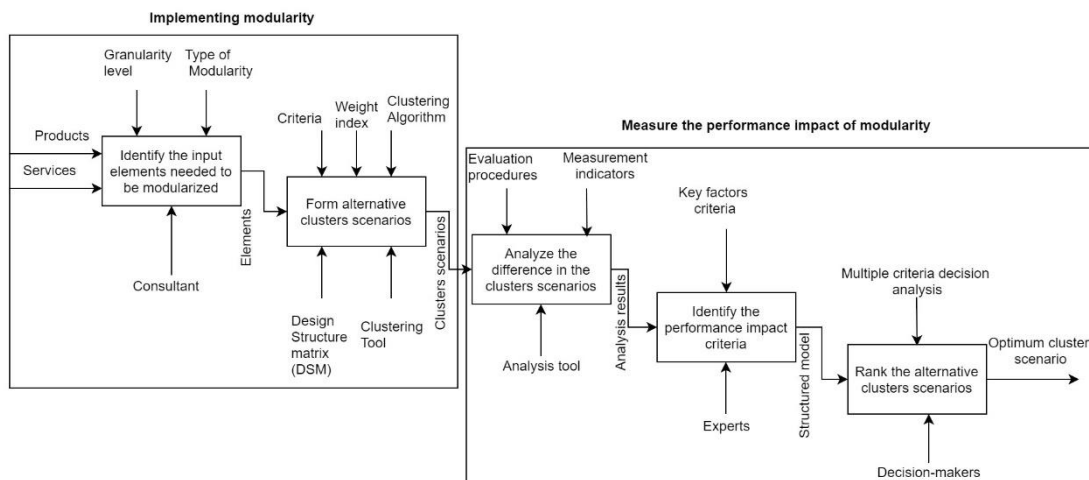 Implementing modularity
Granularity
level
Type of
Modularity
Products
Services
Identify the input
elements needed to
be modularized
Consultant
Elements
Criteria
Weight
index
Clustering
Algorithm
Form alternative
clusters scenarios
Design
Structure
matrix
(DSM)
Clustering
Tool
Clusters scenarios
Measure the performance impact of modularity
Evaluation
procedures
Measurement
indicators
Analyze the
difference in the
clusters scenarios
Analysis tool
Analysis results
Key factors
criteria
Identify the
performance impact
criteria
Experts
Structured model
Multiple criteria decision
analysis
Rank the alternative
clusters scenarios
Decision-makers
Optimum cluster
scenario